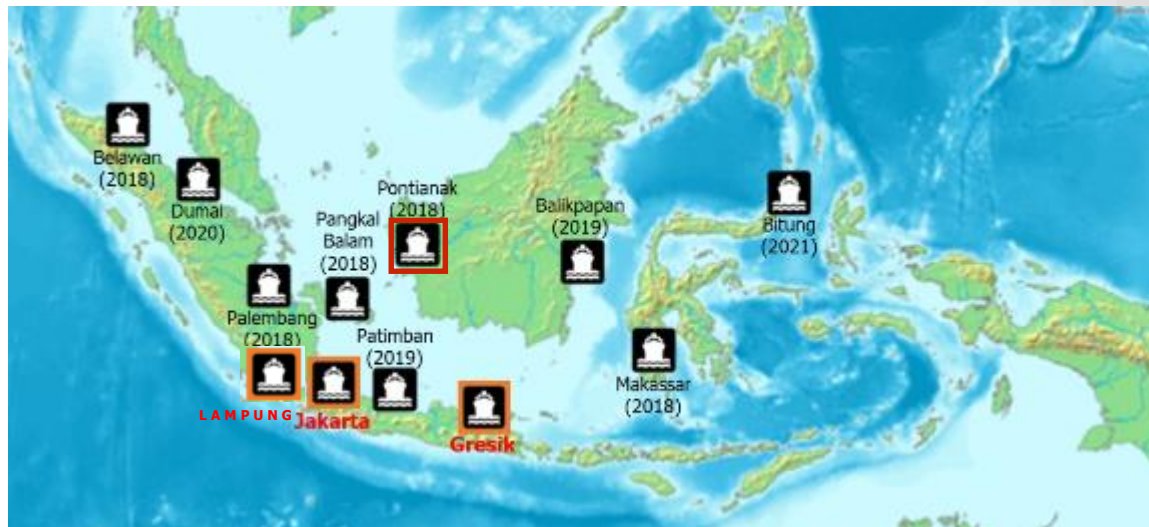 Belawan
(2018)
Dumai
(2020)
Pontianak
(2018)
Pangkal
Balam
(2018)
Balikpapan
(2019)
Bitung
(2021)
Palembang
(2018)
Patimban
(2019)
Makassar
(2018)
LAMPUNG
Jakarta
Gresik